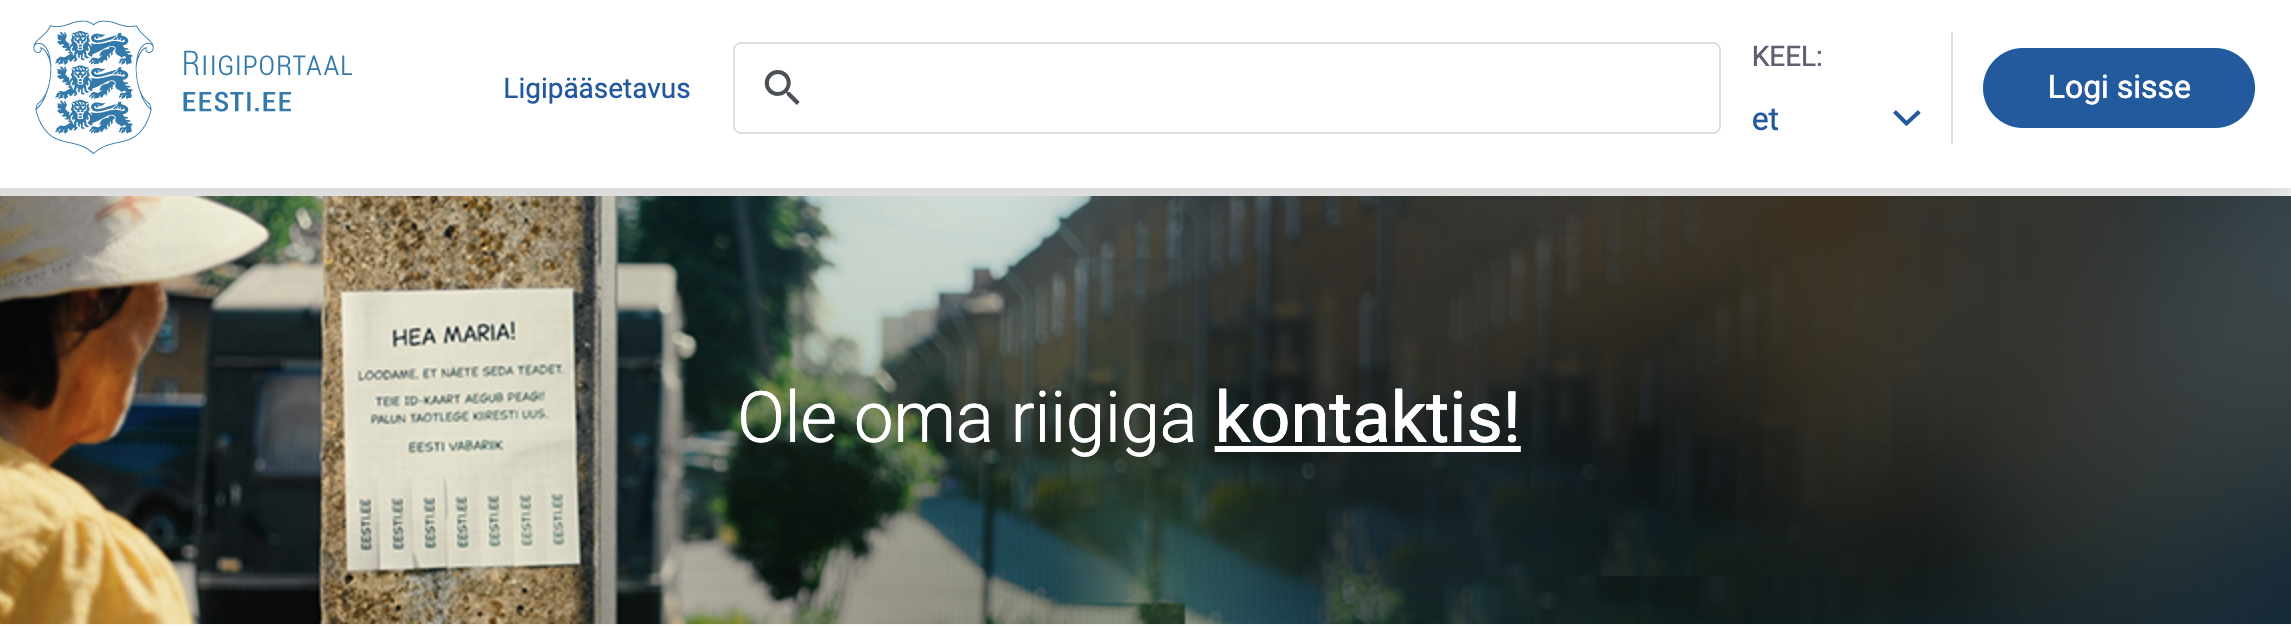 RIIGIPORTAAL
EESTI.EE
Ligipääsetavus
KEEL:
et
Logi sisse
HEA MARIA!
LOODAME, ET NÄETE SEDA TEADET.
TEIE ID-KAART AEGUB PEAGI!
PALUN TAOTLEGE KIIRESTI UUS.
EESTI VABARIIK
EESTI.EE
EESTI.EE
EESTI.EE
EESTI.EE
EESTI.EE
EESTI.EE
EESTI.EE
Ole oma riigiga kontaktis!